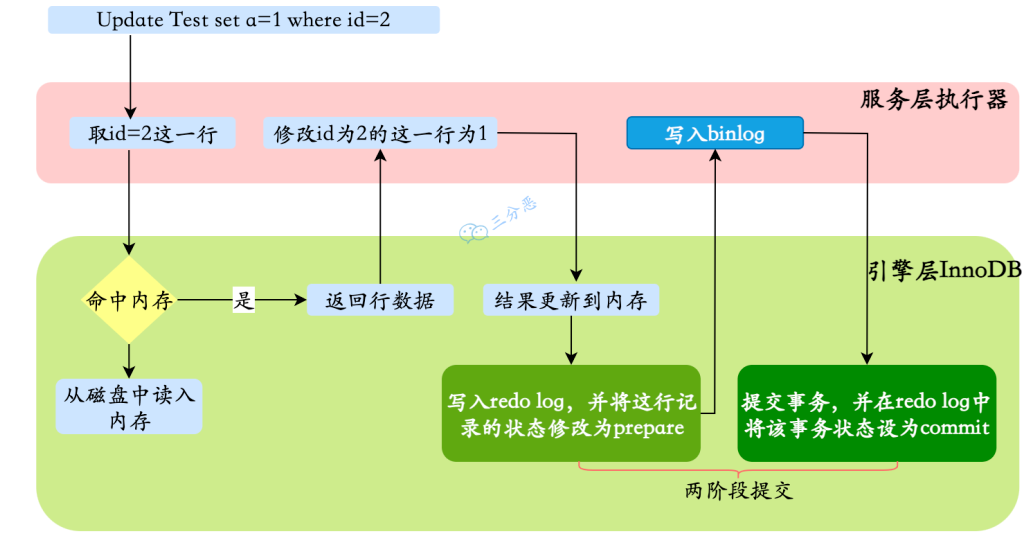 Update Test set a=1 where id=2
服务层执行器
取id=2这一行
修改id为2的这一行为1
写入binlog
三分恶
引擎层InnoDB
命中内存
是
返回行数据
结果更新到内存
从磁盘中读入
内存
写入redo log，并将这行记
录的状态修改为prepare
提交事务，并在redo log中
将该事务状态设为commit
两阶段提交